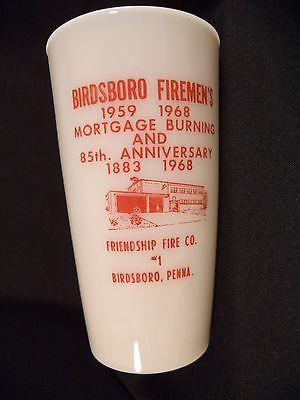 BIRDSBORO FIREMEN'S
1959 1968
MORTGAGE BURNING
AND
85th. ANNIVERSARY
1883 1968
FRIENDSHIP FIRE CO.
#1
BIRDSBORO, PENNA.